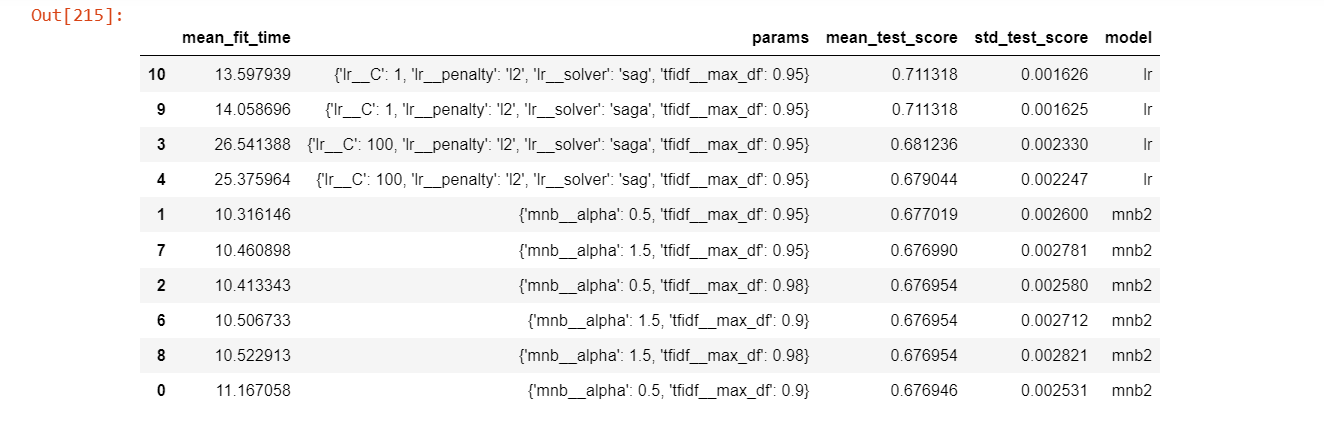 Out[215]:
mean_fit_time params mean_test_score std_test_score model
10 13.597939 {'lr__C': 1, 'lr__penalty': 'l2', 'lr__solver': 'sag', 'tfidf__max_df': 0.95} 0.711318 0.001626 lr
9 14.058696 {'lr__C': 1, 'lr__penalty': 'l2', 'lr__solver': 'saga', 'tfidf__max_df': 0.95} 0.711318 0.001625 lr
3 26.541388 {'lr__C': 100, 'lr__penalty': 'l2', 'lr__solver': 'saga', 'tfidf__max_df': 0.95} 0.681236 0.002330 lr
4 25.375964 {'lr__C': 100, 'lr__penalty': 'l2', 'lr__solver': 'sag', 'tfidf__max_df': 0.95} 0.679044 0.002247 lr
1 10.316146 {'mnb__alpha': 0.5, 'tfidf__max_df': 0.95} 0.677019 0.002600 mnb2
7 10.460898 {'mnb__alpha': 1.5, 'tfidf__max_df': 0.95} 0.676990 0.002781 mnb2
2 10.413343 {'mnb__alpha': 0.5, 'tfidf__max_df': 0.98} 0.676954 0.002580 mnb2
6 10.506733 {'mnb__alpha': 1.5, 'tfidf__max_df': 0.9} 0.676954 0.002712 mnb2
8 10.522913 {'mnb__alpha': 1.5, 'tfidf__max_df': 0.98} 0.676954 0.002821 mnb2
0 11.167058 {'mnb__alpha': 0.5, 'tfidf__max_df': 0.9} 0.676946 0.002531 mnb2